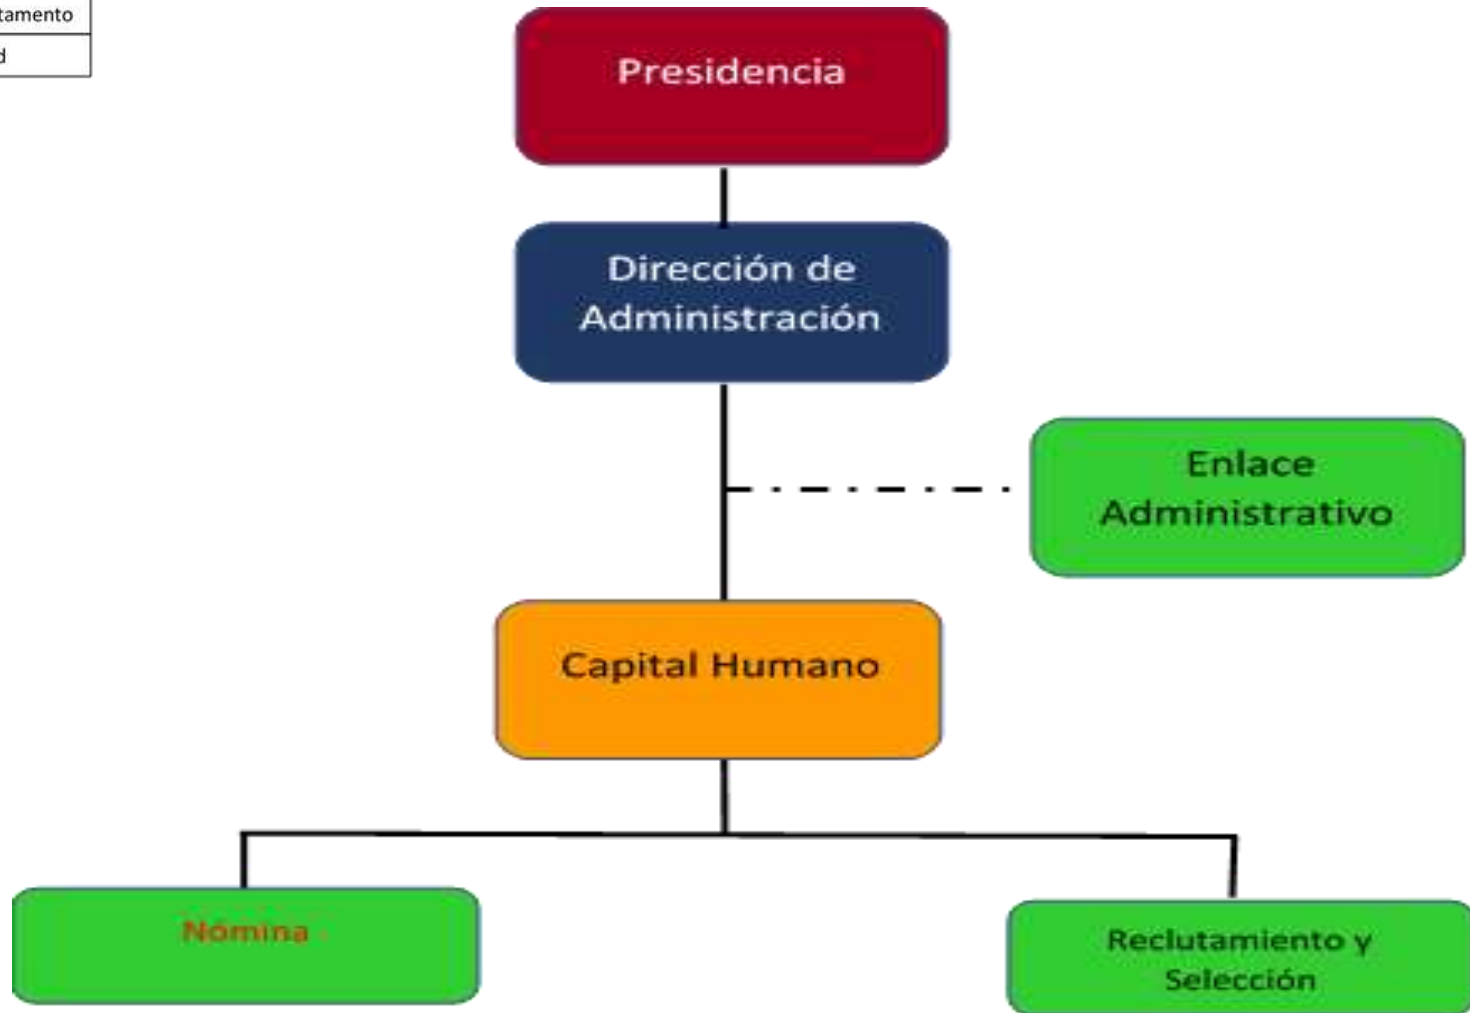 tamento
d
Presidencia
Dirección de
Administración
Enlace
Administrativo
Capital Humano
Nómina
Reclutamiento y
Selección